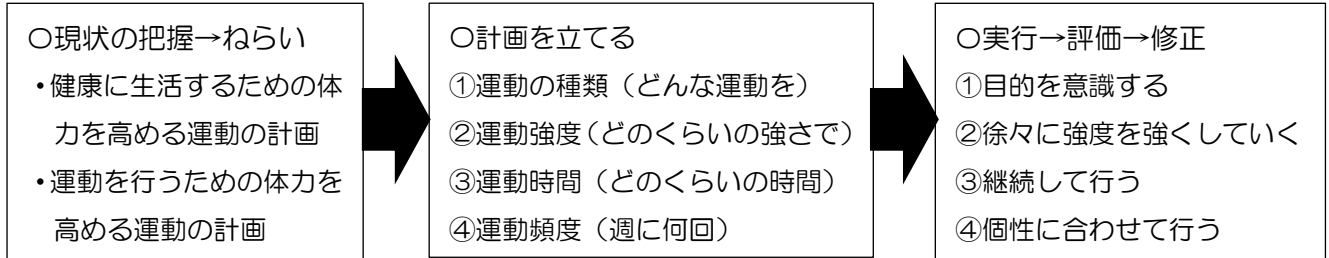 〇現状の把握→ねらい
・健康に生活するための体
力を高める運動の計画
・運動を行うための体力を
高める運動の計画
〇計画を立てる
①運動の種類（どんな運動を）
②運動強度（どのくらいの強さで）
③運動時間（どのくらいの時間）
④運動頻度（週に何回）
〇実行→評価→修正
①目的を意識する
②徐々に強度を強くしていく
③継続して行う
④個性に合わせて行う